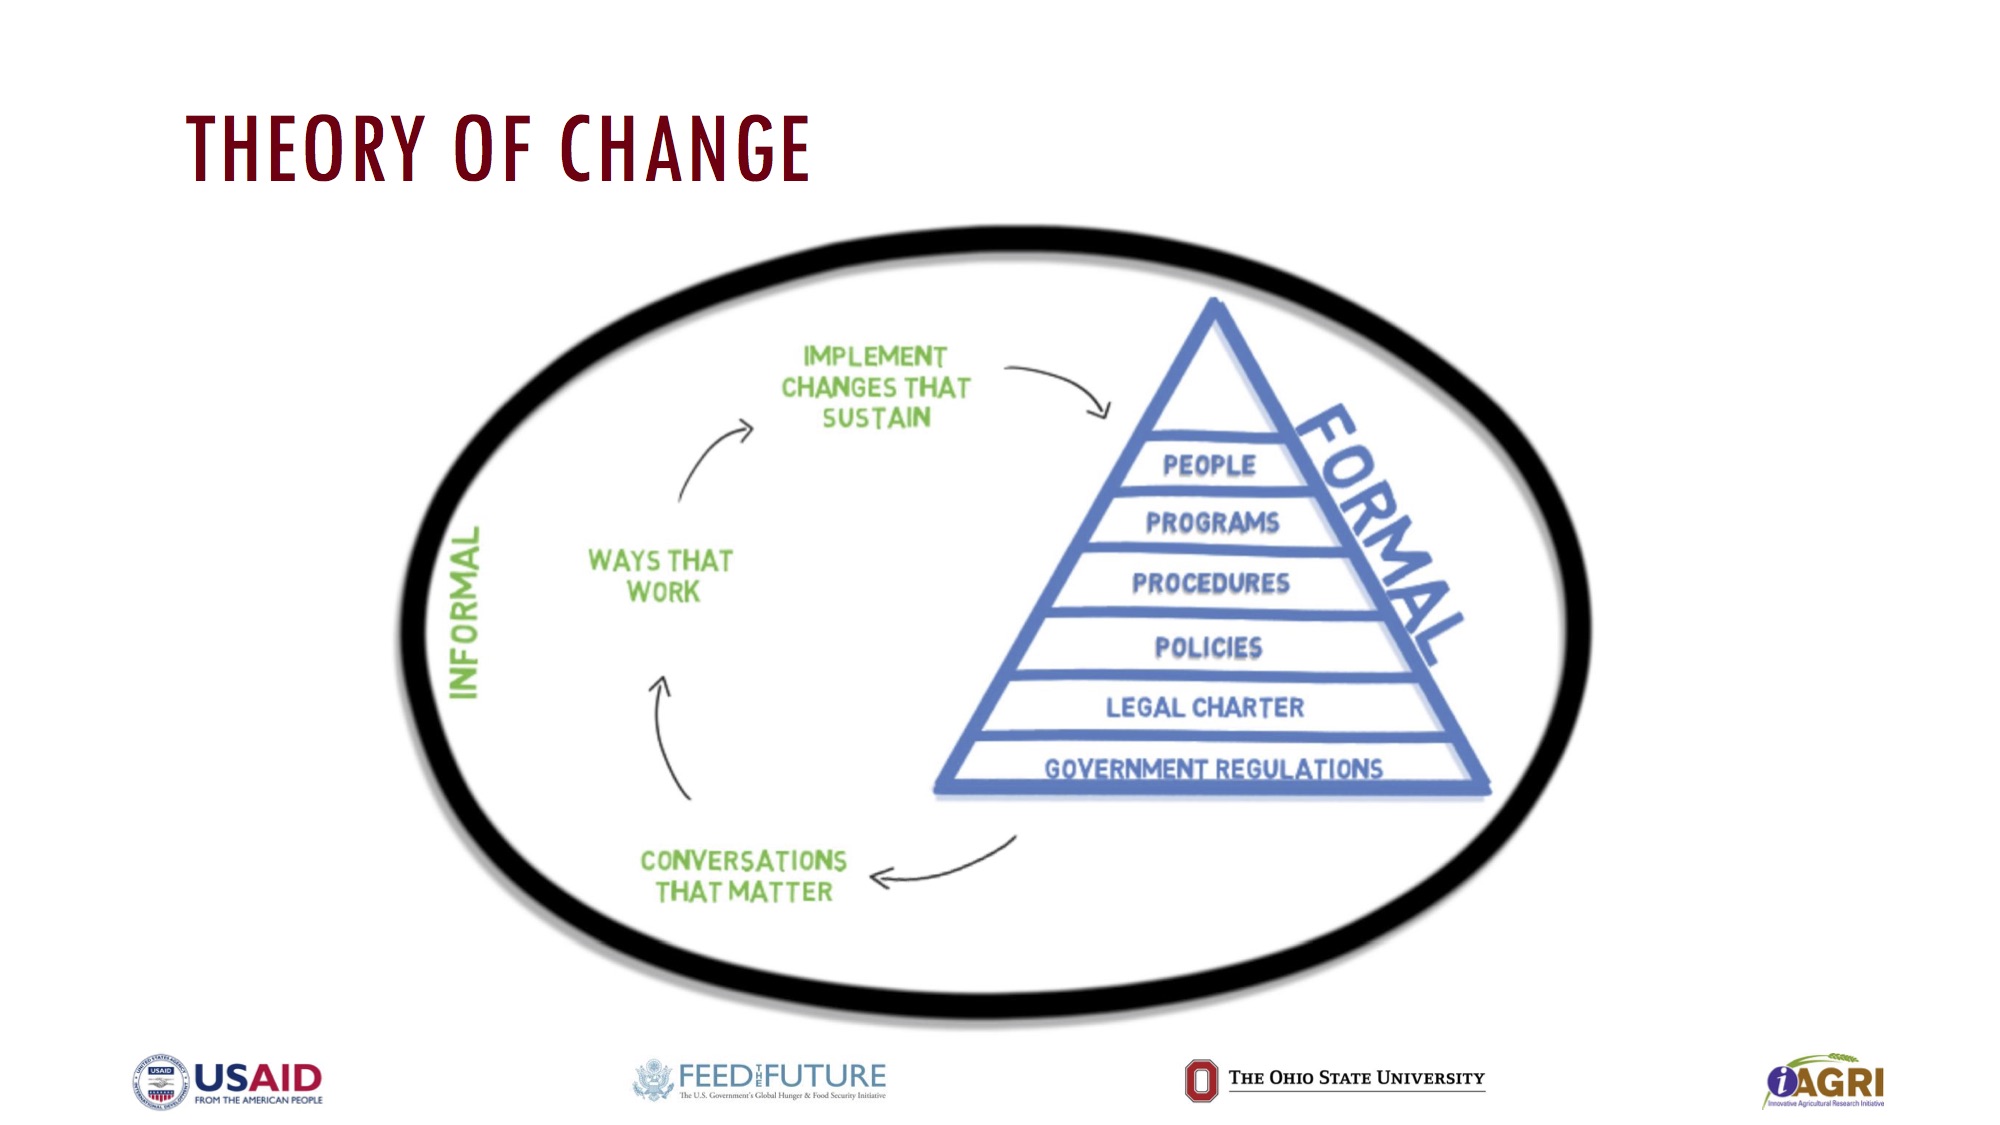 THEORY OF CHANGE
IMPLEMENT
CHANGES THAT
SUSTAIN
WAYS THAT
WORK
CONVERSATIONS
THAT MATTER
INFORMAL
FORMAL
PEOPLE
PROGRAMS
PROCEDURES
POLICIES
LEGAL CHARTER
GOVERNMENT REGULATIONS
USAID
USAID
FROM THE AMERICAN PEOPLE
FEED THE FUTURE
The U.S. Government's Global Hunger & Food Security Initiative
THE OHIO STATE UNIVERSITY
iAGRI
Innovative Agricultural Research Initiative